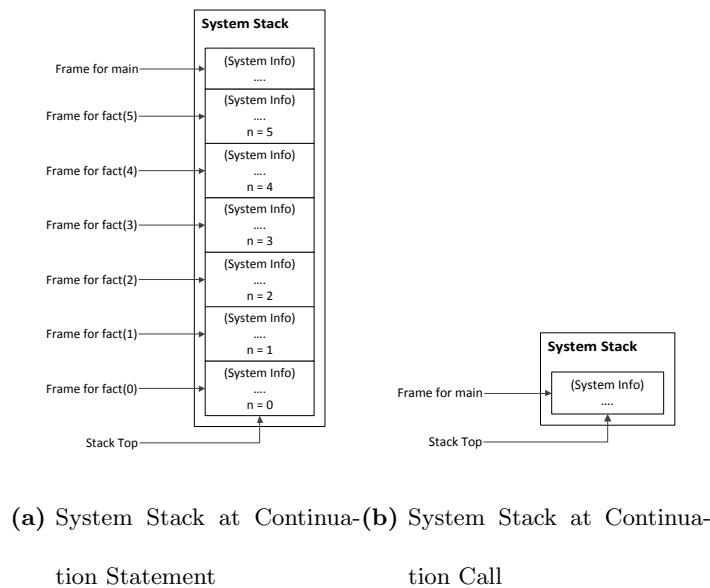 System Stack
Frame for main
(System Info)
....
Frame for fact(5)
(System Info)
....
n = 5
Frame for fact(4)
(System Info)
....
n = 4
Frame for fact(3)
(System Info)
....
n = 3
Frame for fact(2)
(System Info)
....
n = 2
Frame for fact(1)
(System Info)
....
n = 1
Frame for fact(0)
(System Info)
....
n = 0
Stack Top
System Stack
Frame for main
(System Info)
....
Stack Top
(a) System Stack at Continua-
tion Statement
(b) System Stack at Continua-
tion Call